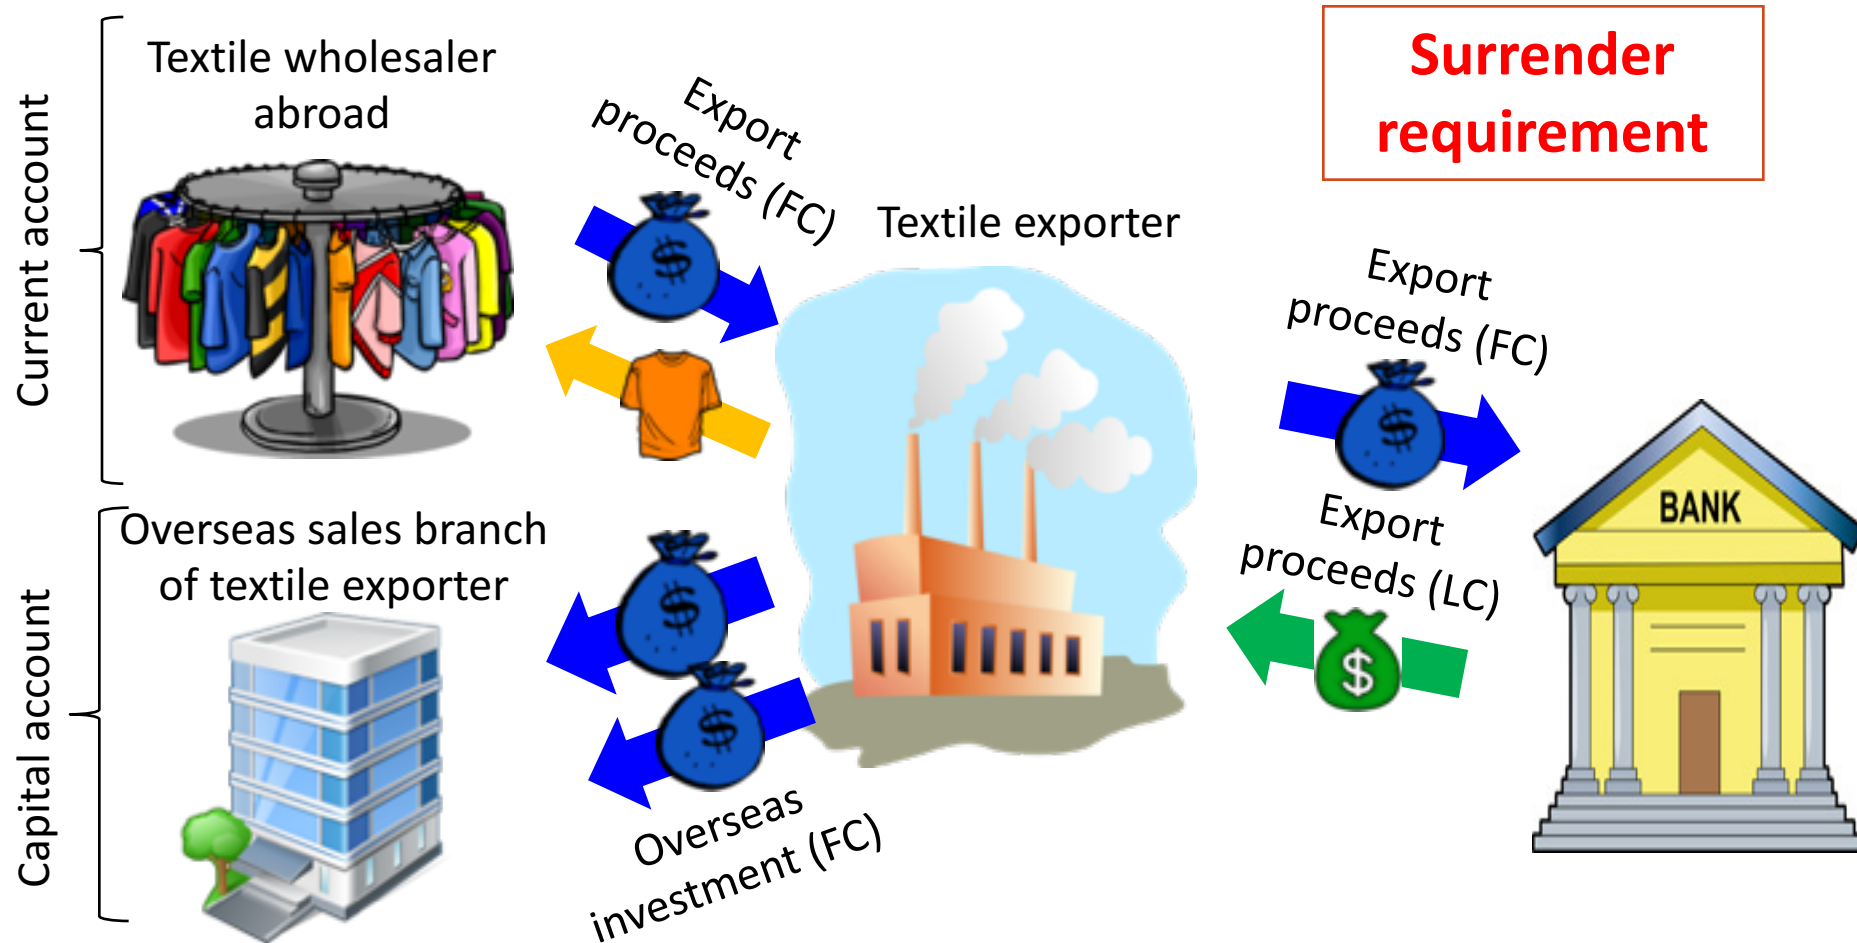 Current account
Textile wholesaler
abroad
Export
proceeds (FC)
Textile exporter
Surrender
requirement
Export
proceeds (FC)
BANK
Export
proceeds (LC)
Capital account
Overseas sales branch
of textile exporter
Overseas
investment (FC)
$
$
$
$
$